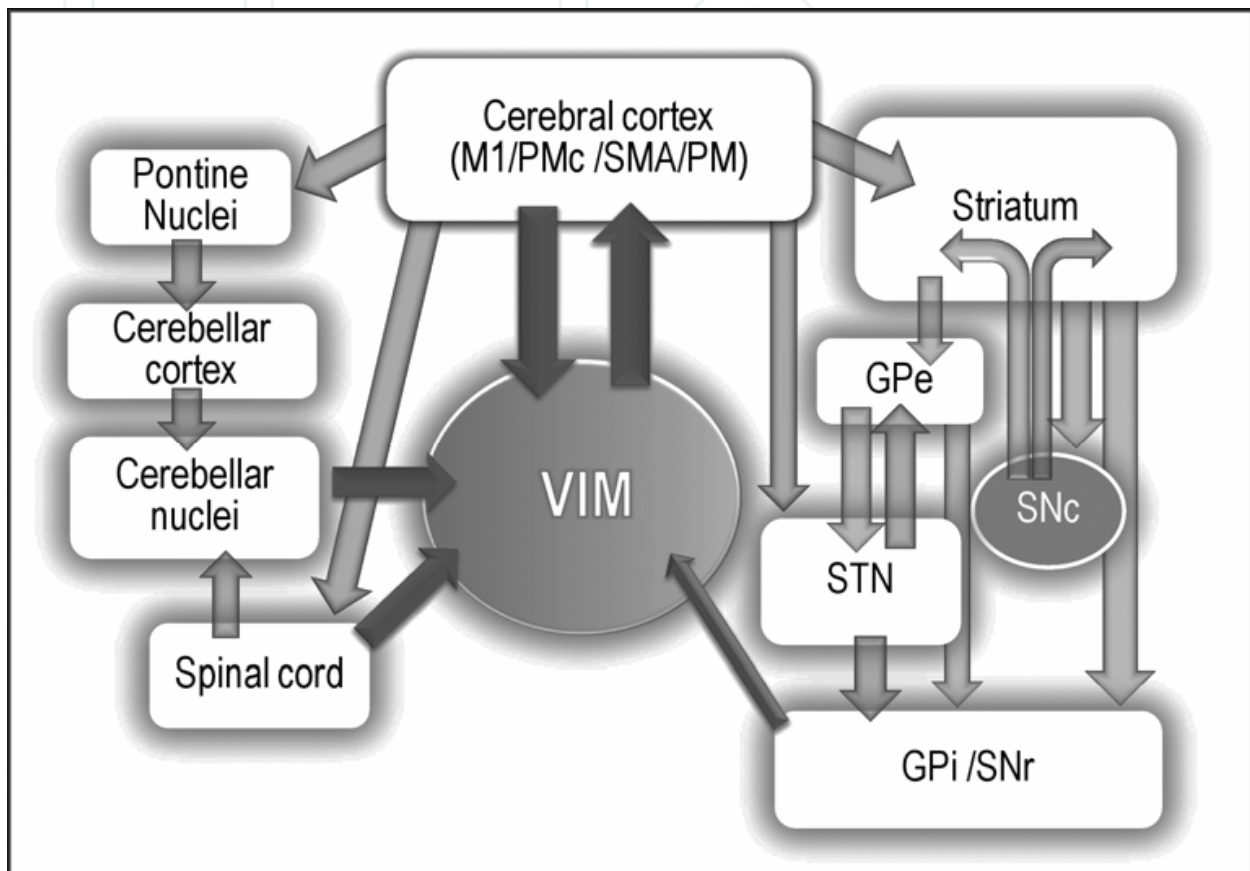 Cerebral cortex
(M1/PMc /SMA/PM)
Pontine
Nuclei
Striatum
Cerebellar
cortex
GPe
Cerebellar
nuclei
VIM
SNc
STN
Spinal cord
GPi /SNr